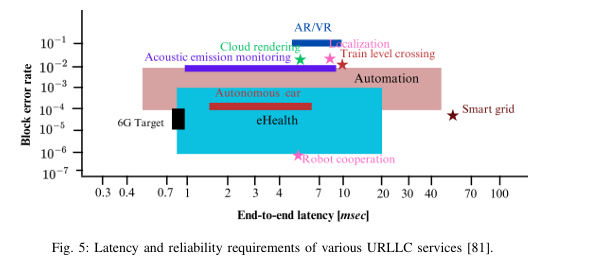 AR/VR
Cloud rendering
Localization
Acoustic emission monitoring
Train level crossing
Automation
Autonomous car
Smart grid
6G Target
eHealth
Robot cooperation
Block error rate
10⁻¹
10⁻²
10⁻³
10⁻⁴
10⁻⁵
10⁻⁶
10⁻⁷
0.3 0.4 0.7 1 2 3 4 7 10 20 30 40 70 100
End-to-end latency [msec]
Fig. 5: Latency and reliability requirements of various URLLC services [81].